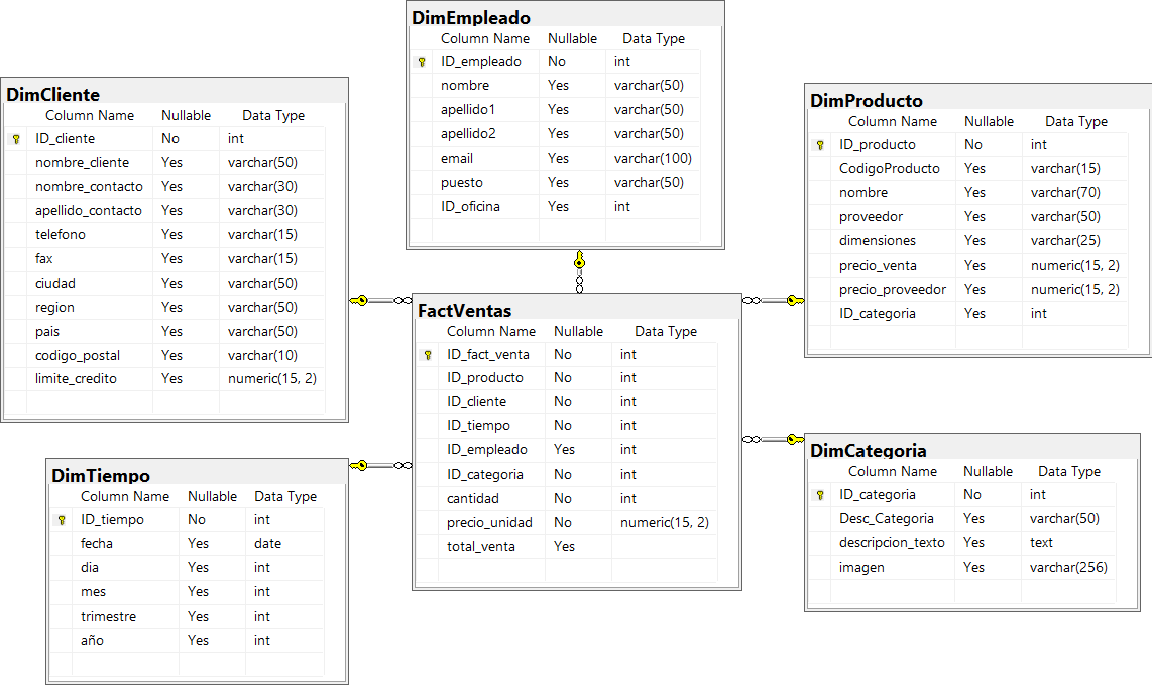 DimEmpleado
Column Name Nullable Data Type
ID_empleado No int
nombre Yes varchar(50)
apellido1 Yes varchar(50)
apellido2 Yes varchar(50)
email Yes varchar(100)
puesto Yes varchar(50)
ID_oficina Yes int
DimCliente
Column Name Nullable Data Type
ID_cliente No int
nombre_cliente Yes varchar(50)
nombre_contacto Yes varchar(30)
apellido_contacto Yes varchar(30)
telefono Yes varchar(15)
fax Yes varchar(15)
ciudad Yes varchar(50)
region Yes varchar(50)
pais Yes varchar(50)
codigo_postal Yes varchar(10)
limite_credito Yes numeric(15, 2)
DimProducto
Column Name Nullable Data Type
ID_producto No int
CodigoProducto Yes varchar(15)
nombre Yes varchar(70)
proveedor Yes varchar(50)
dimensiones Yes varchar(25)
precio_venta Yes numeric(15, 2)
precio_proveedor Yes numeric(15, 2)
ID_categoria Yes int
FactVentas
Column Name Nullable Data Type
ID_fact_venta No int
ID_producto No int
ID_cliente No int
ID_tiempo No int
ID_empleado Yes int
ID_categoria No int
cantidad No int
precio_unidad No numeric(15, 2)
total_venta Yes
DimTiempo
Column Name Nullable Data Type
ID_tiempo No int
fecha Yes date
dia Yes int
mes Yes int
trimestre Yes int
año Yes int
DimCategoria
Column Name Nullable Data Type
ID_categoria No int
Desc_Categoria Yes varchar(50)
descripcion_texto Yes text
imagen Yes varchar(256)